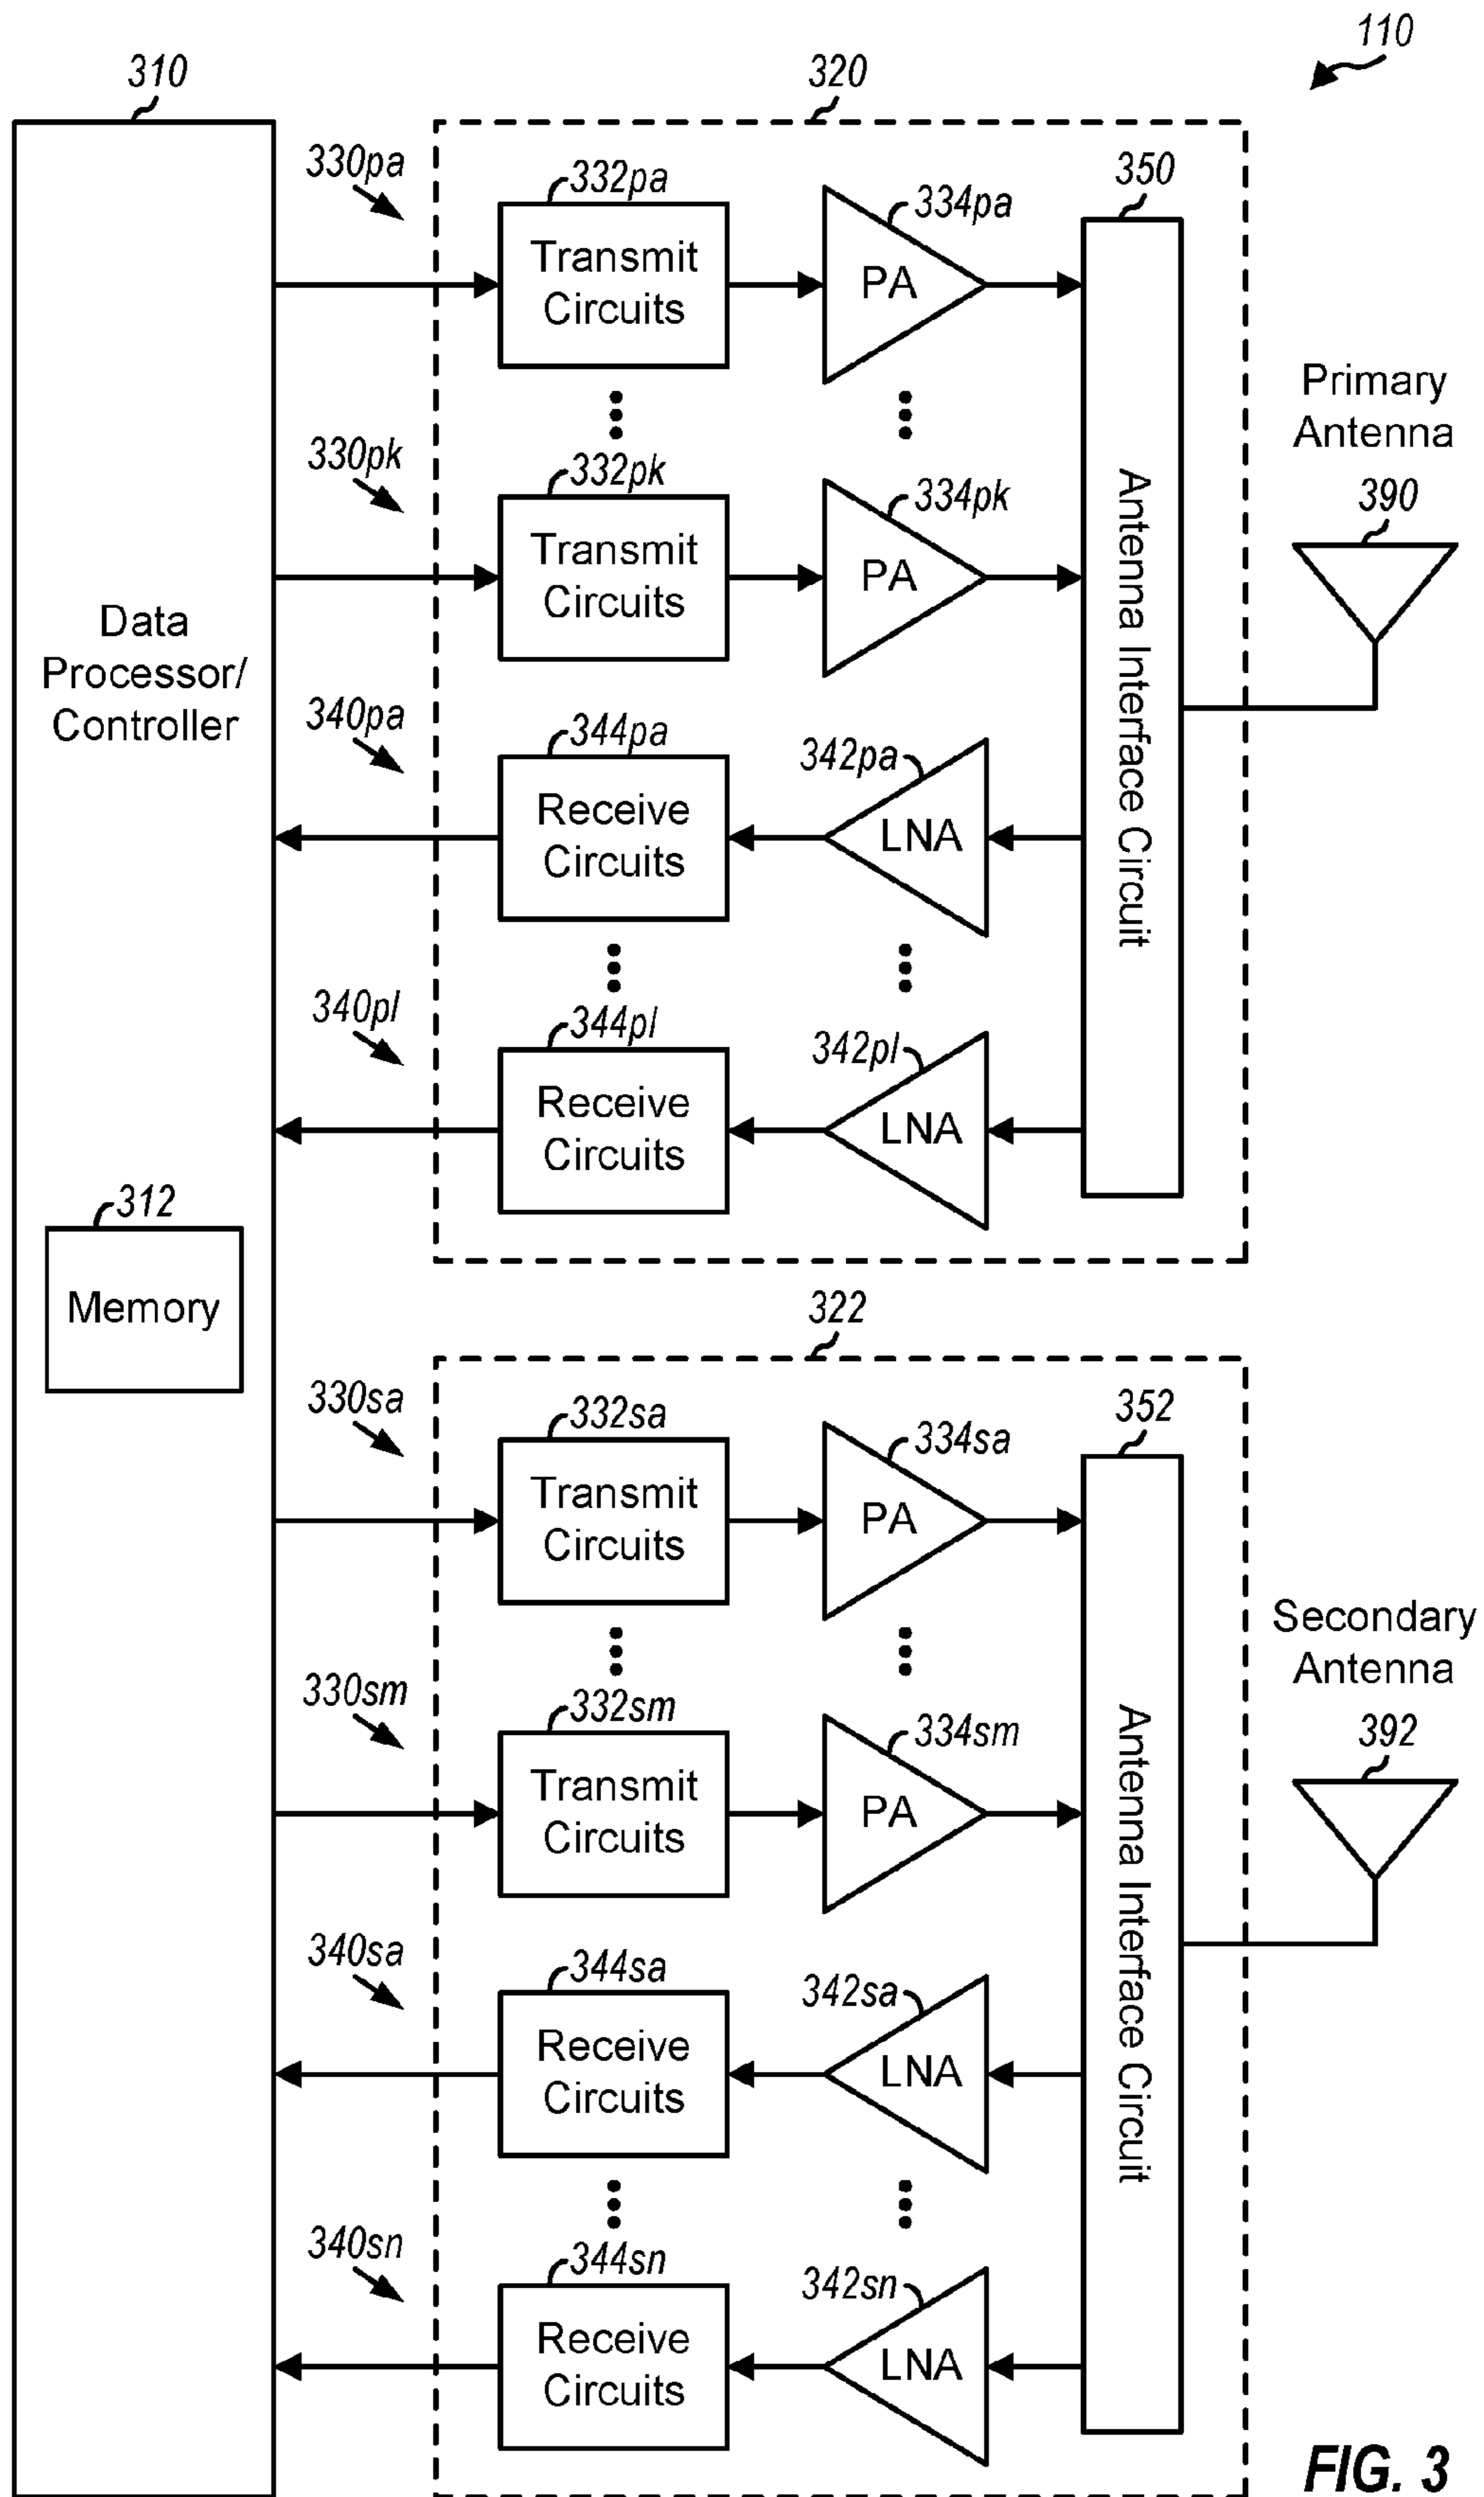 110
310
320
330pa
332pa
334pa
350
Transmit
Circuits
PA
Primary
Antenna
390
330pk
332pk
334pk
Transmit
Circuits
PA
Antenna Interface Circuit
Data
Processor/
Controller
340pa
344pa
342pa
Receive
Circuits
LNA
340pl
344pl
342pl
Receive
Circuits
LNA
312
Memory
322
330sa
332sa
334sa
352
Transmit
Circuits
PA
Secondary
Antenna
392
330sm
332sm
334sm
Transmit
Circuits
PA
Antenna Interface Circuit
340sa
344sa
342sa
Receive
Circuits
LNA
340sn
344sn
342sn
Receive
Circuits
LNA
FIG. 3